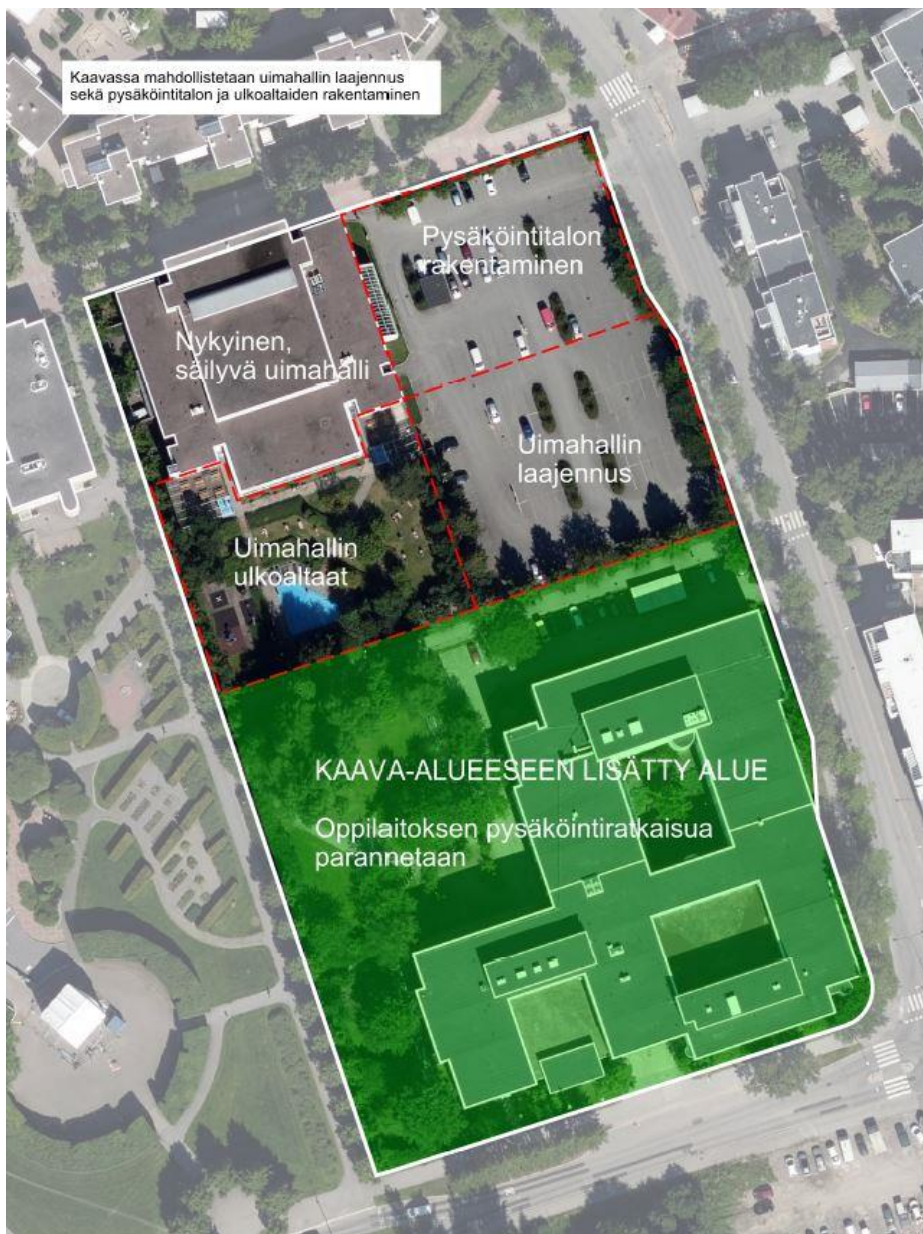 Kaavassa mahdollistetaan uimahallin laajennus
sekä pysäköintitalon ja ulkoaltaiden rakentaminen
Pysäköintitalon
rakentaminen
Nykyinen,
säilyvä uimahalli
Uimahallin
laajennus
Uimahallin
ulkoaltaat
KAAVA-ALUEESEEN LISÄTTY ALUE
Oppilaitoksen pysäköintiratkaisua
parannetaan